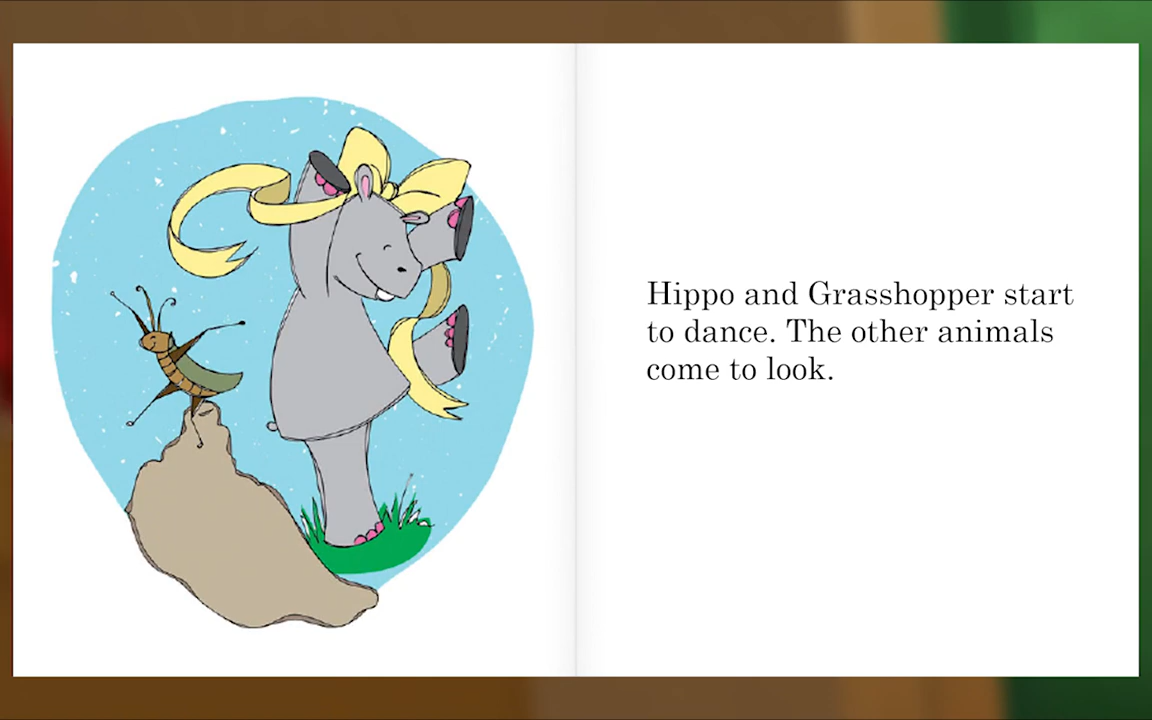 Hippo and Grasshopper start
to dance. The other animals
come to look.